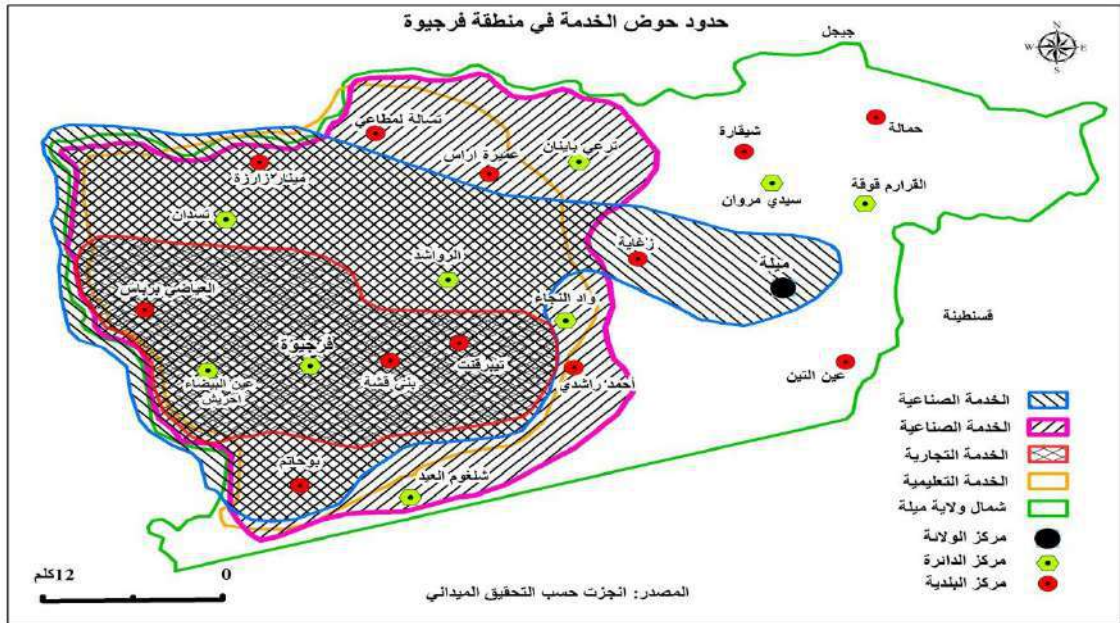 حدود حوض الخدمة في منطقة فرجيوة
N
W E
S
جيجل
حمالة
شيقارة
القرارم قوقة
سيدي مروان
تسالة لمطاعي
عميرة اراس
ترعي باينان
مينار زارزة
تسدان
الرواشد
زغاية
ميلة
واد النجاء
العياضي برباس
فرجيوة
تيبرقنت
بني قشة
عين البيضاء
احريش
أحمد راشدي
عين التين
قسنطينة
بوحاتم
شلغوم العيد
الخدمة الصناعية
الخدمة الصناعية
الخدمة التجارية
الخدمة التعليمية
شمال ولاية ميلة
مركز الولاية
مركز الدائرة
مركز البلدية
12كلم 0
المصدر: انجزت حسب التحقيق الميداني